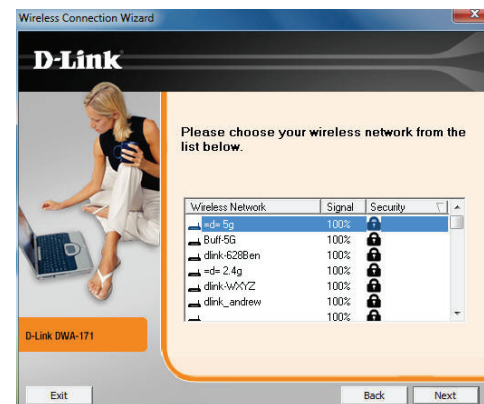 Wireless Connection Wizard
D-Link
Please choose your wireless network from the
list below.
Wireless Network Signal Security
=d= 5g 100%
Buff-5G 100%
dlink-628Ben 100%
=d= 2.4g 100%
dlink-WXYZ 100%
dlink_andrew 100%
100%
D-Link DWA-171
Exit Back Next